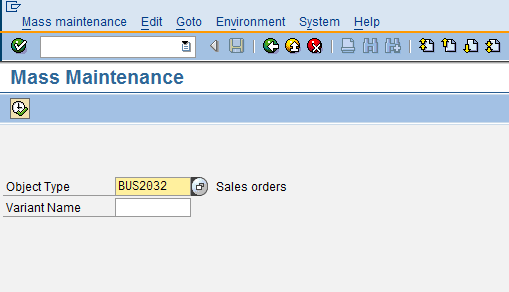 Mass maintenance Edit Goto Environment System Help
Mass Maintenance
Object Type BUS2032 Sales orders
Variant Name